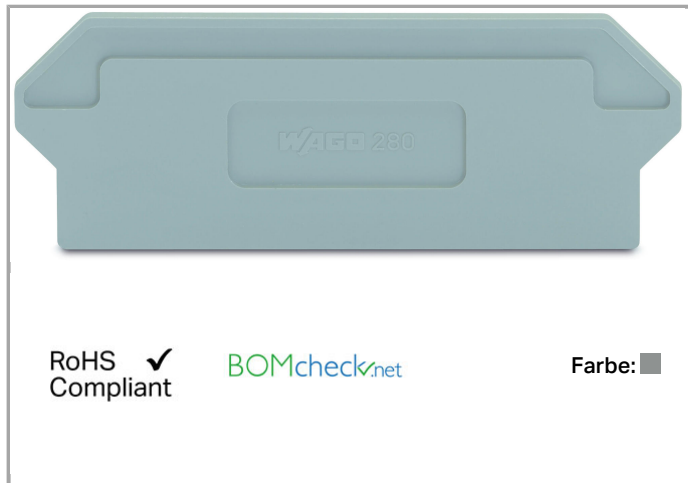 WAGO 280
RoHS ✓
Compliant
BOMcheck.net
Farbe: